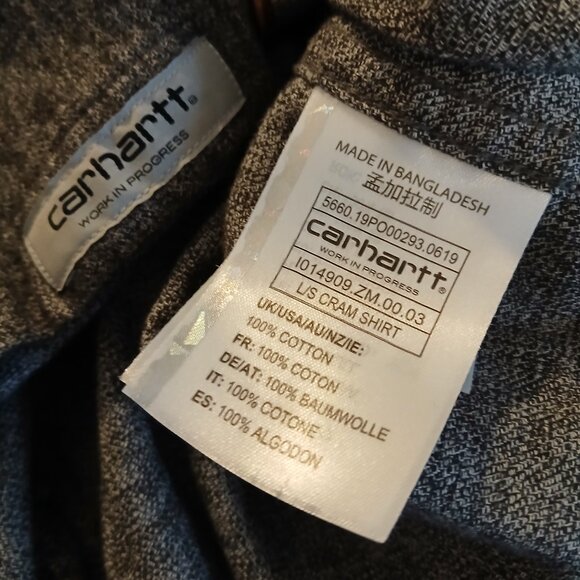 carhartt®
WORK IN PROGRESS
MADE IN BANGLADESH
孟加拉制
5660.19PO00293.0619
carhartt®
WORK IN PROGRESS
I014909.ZM.00.03
L/S CRAM SHIRT
UK/USA/AU/NZ/IE:
100% COTTON
FR: 100% COTON
DE/AT: 100% BAUMWOLLE
IT: 100% COTONE
ES: 100% ALGODON